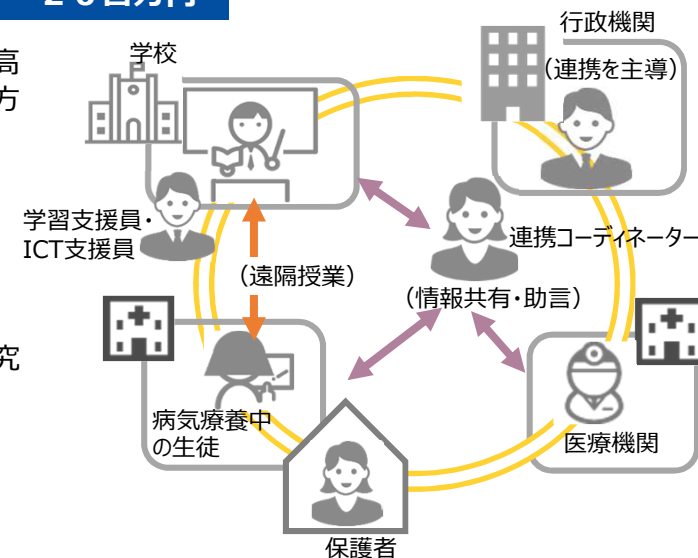 学校
行政機関
(連携を主導)
高
方
学習支援員・
ICT支援員
連携コーディネーター
(遠隔授業)
(情報共有・助言)
究
病気療養中
の生徒
医療機関
保護者